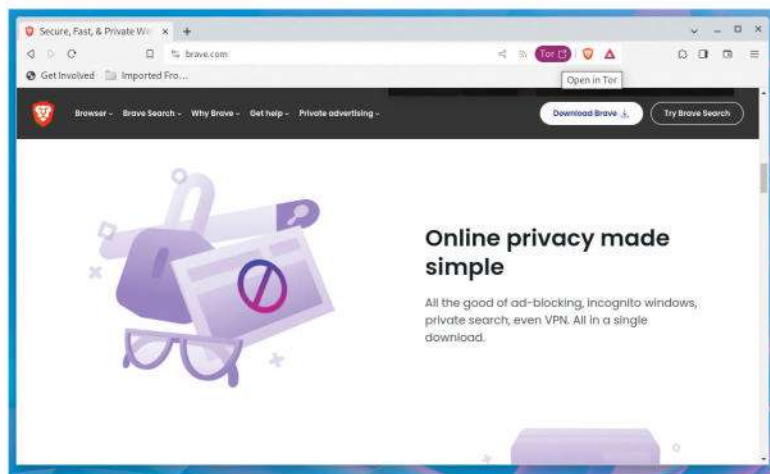 Secure, Fast, & Private We
brave.com
Tor
Get Involved Imported Fro...
Open in Tor
Browser Brave Search Why Brave Get help Private advertising
Download Brave Try Brave Search
Online privacy made
simple
All the good of ad-blocking, incognito windows,
private search, even VPN. All in a single
download.